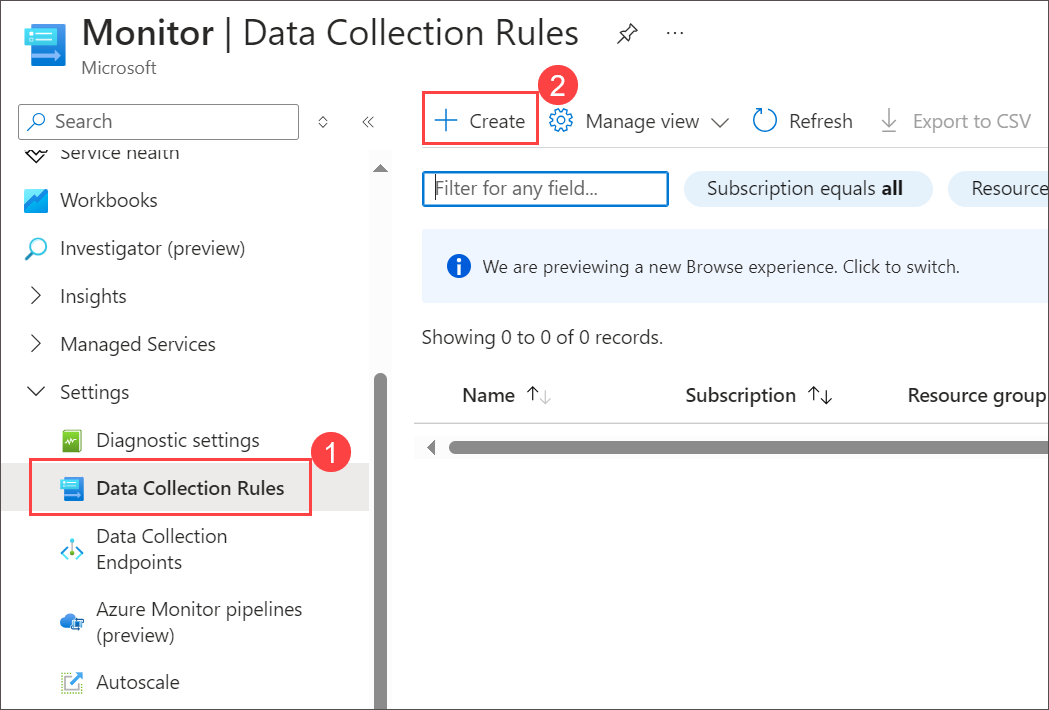 Monitor | Data Collection Rules
Microsoft
Search
2
Create
Manage view
Refresh
Export to CSV
Service health
Workbooks
Investigator (preview)
Insights
Managed Services
Settings
Diagnostic settings
1
Data Collection Rules
Data Collection
Endpoints
Azure Monitor pipelines
(preview)
Autoscale
Filter for any field...
Subscription equals all
Resource
We are previewing a new Browse experience. Click to switch.
Showing 0 to 0 of 0 records.
Name
Subscription
Resource group